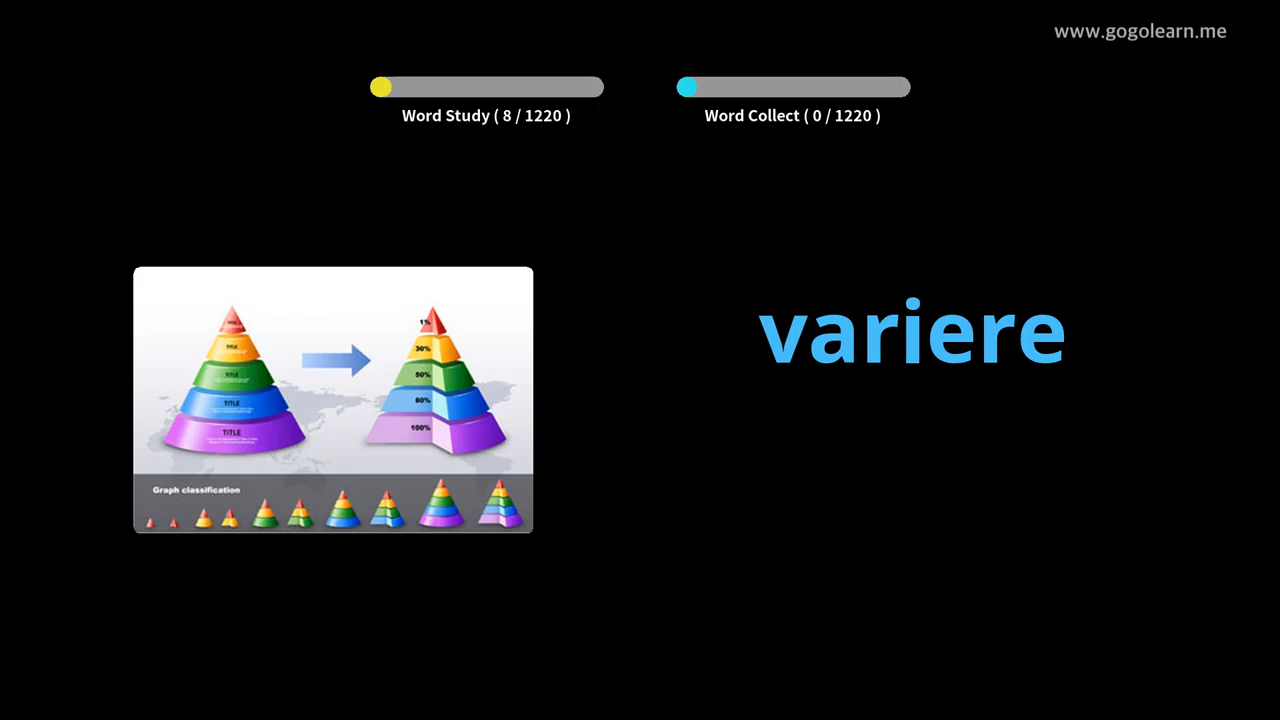 www.gogolearn.me
Word Study ( 8 / 1220 )
Word Collect ( 0 / 1220 )
variere
TITLE
TITLE
TITLE
TITLE
1%
30%
50%
80%
100%
Graph classification